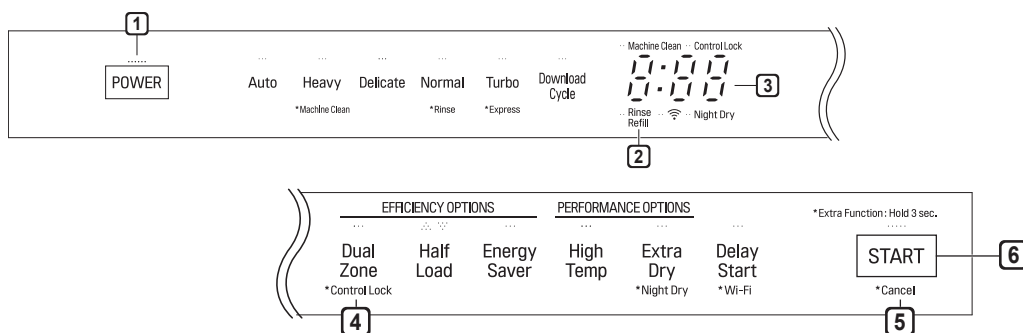 1
POWER
Auto
Heavy
*Machine Clean
Delicate
Normal
*Rinse
Turbo
*Express
Download
Cycle
Machine Clean
Control Lock
8:88
3
Rinse
Refill
Night Dry
2
EFFICIENCY OPTIONS
PERFORMANCE OPTIONS
*Extra Function: Hold 3 sec.
Dual
Zone
*Control Lock
Half
Load
Energy
Saver
High
Temp
Extra
Dry
*Night Dry
Delay
Start
*Wi-Fi
START
*Cancel
6
4
5